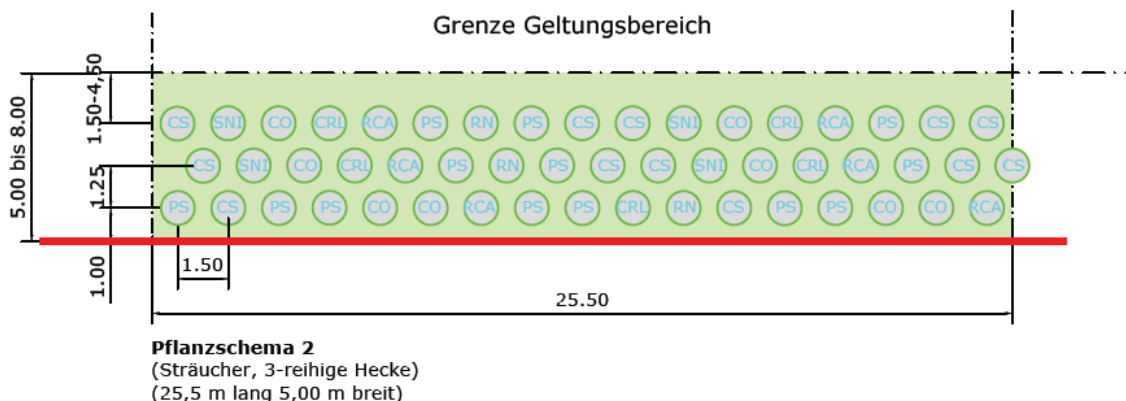 Grenze Geltungsbereich
5.00 bis 8.00
1.50-4,50
1.25
1.00
CS SNI CO CRL RCA PS RN PS CS CS SNI CO CRL RCA PS CS CS
CS SNI CO CRL RCA PS RN PS CS CS SNI CO CRL RCA PS CS CS
PS CS PS PS CO CO RCA PS PS CRL RN CS PS PS CO CO RCA
1.50
25.50
Pflanzschema 2
(Sträucher, 3-reihige Hecke)
(25,5 m lang 5,00 m breit)